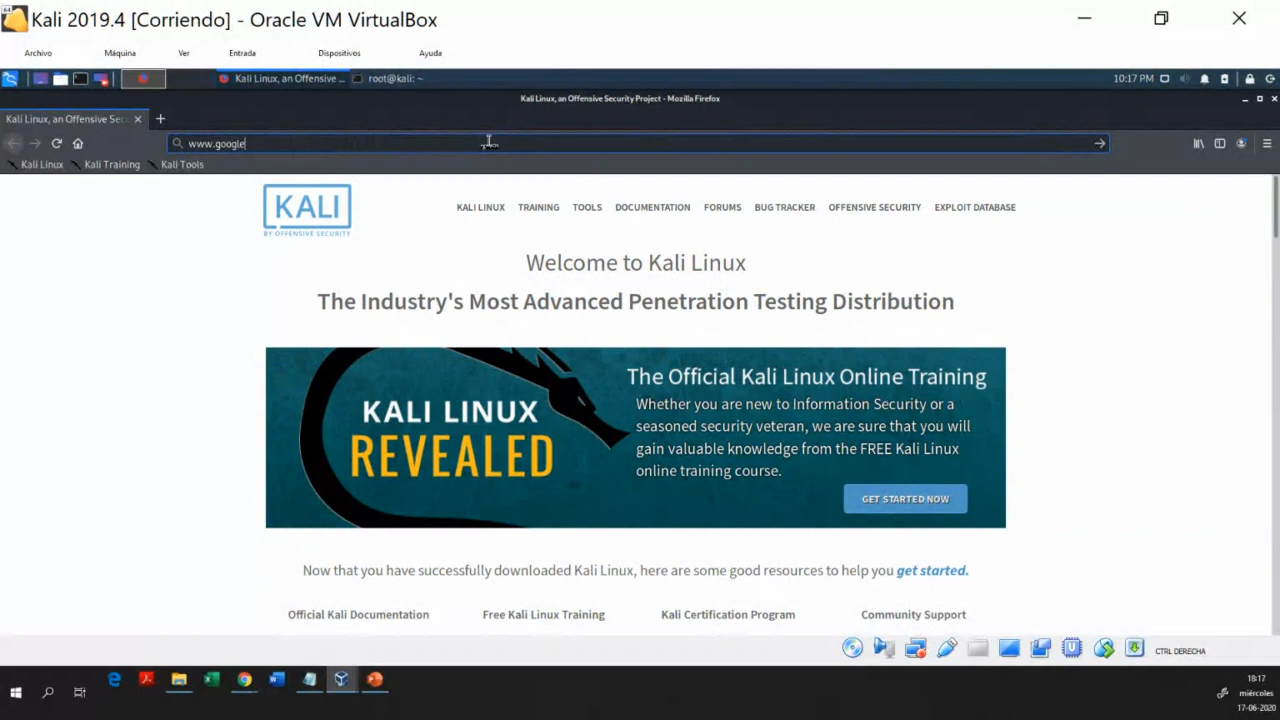 Kali 2019.4 [Corriendo] - Oracle VM VirtualBox
Archivo Máquina Ver Entrada Dispositivos Ayuda
Kali Linux, an Offensive ... root@kali: ~ 10:17 PM
Kali Linux, an Offensive Security Project - Mozilla Firefox
Kali Linux, an Offensive Sec
www.google
Kali Linux Kali Training Kali Tools
KALI
BY OFFENSIVE SECURITY
KALI LINUX TRAINING TOOLS DOCUMENTATION FORUMS BUG TRACKER OFFENSIVE SECURITY EXPLOIT DATABASE
Welcome to Kali Linux
The Industry's Most Advanced Penetration Testing Distribution
KALI LINUX
REVEALED
The Official Kali Linux Online Training
Whether you are new to Information Security or a
seasoned security veteran, we are sure that you will
gain valuable knowledge from the FREE Kali Linux
online training course.
GET STARTED NOW
Now that you have successfully downloaded Kali Linux, here are some good resources to help you get started.
Official Kali Documentation Free Kali Linux Training Kali Certification Program Community Support
CTRL DERECHA
18:17
miércoles
17-06-2020